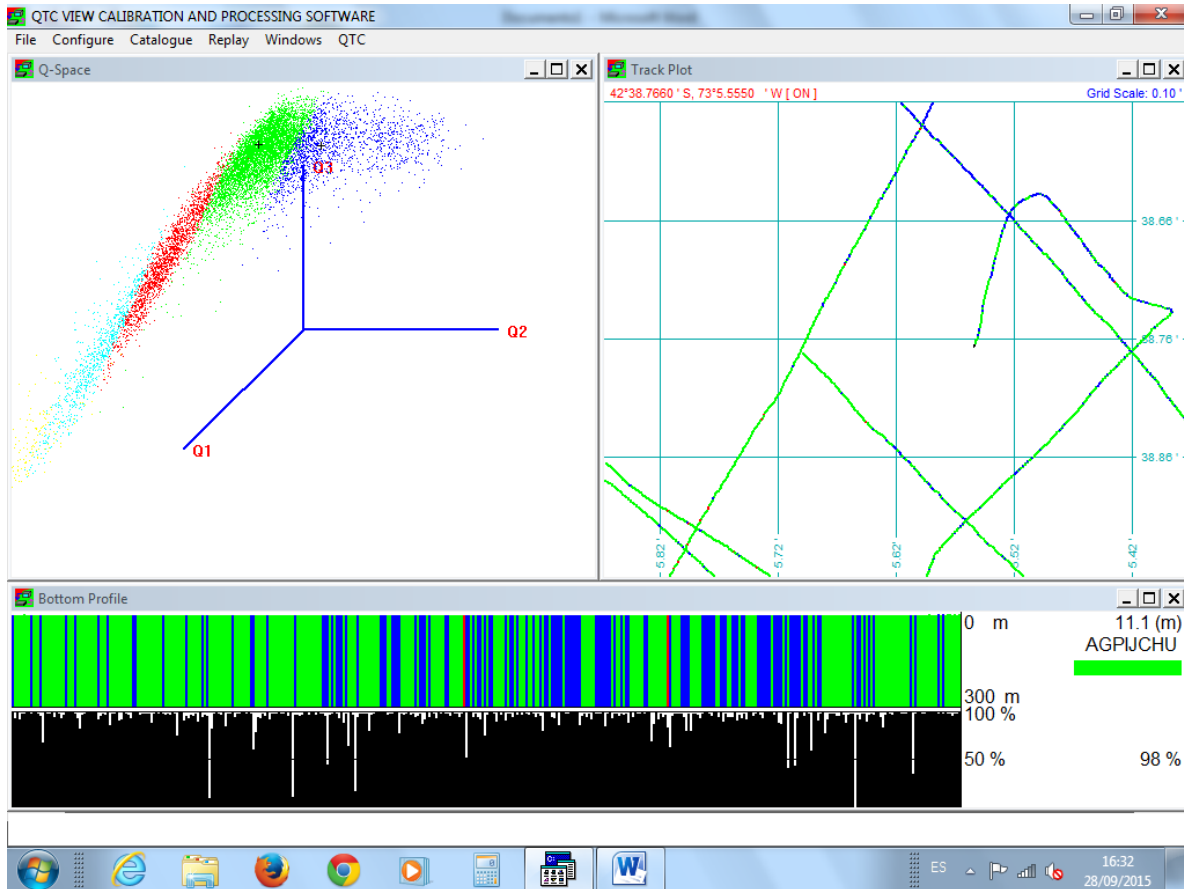 QTC VIEW CALIBRATION AND PROCESSING SOFTWARE
File Configure Catalogue Replay Windows QTC
Q-Space
Q3
Q2
Q1
Track Plot
42°38.7660 ' S, 73°5.5550 ' W [ ON ]
Grid Scale: 0.10 '
38.66 '
38.76 '
38.86 '
5.82 '
5.72 '
5.62 '
5.52 '
5.42 '
Bottom Profile
0 m
11.1 (m)
AGPIJCHU
300 m
100 %
50 %
98 %
ES
16:32
28/09/2015